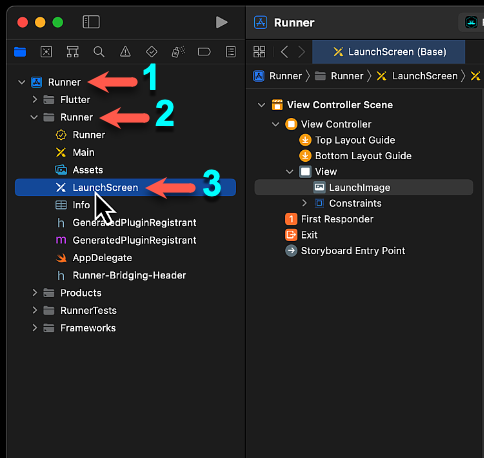 Runner
LaunchScreen (Base)
Runner
Runner
LaunchScreen
Runner
1
Flutter
Runner
2
Runner
Main
Assets
LaunchScreen
3
Info
GeneratedPluginRegistrant
GeneratedPluginRegistrant
AppDelegate
Runner-Bridging-Header
Products
RunnerTests
Frameworks
View Controller Scene
View Controller
Top Layout Guide
Bottom Layout Guide
View
LaunchImage
Constraints
First Responder
Exit
Storyboard Entry Point